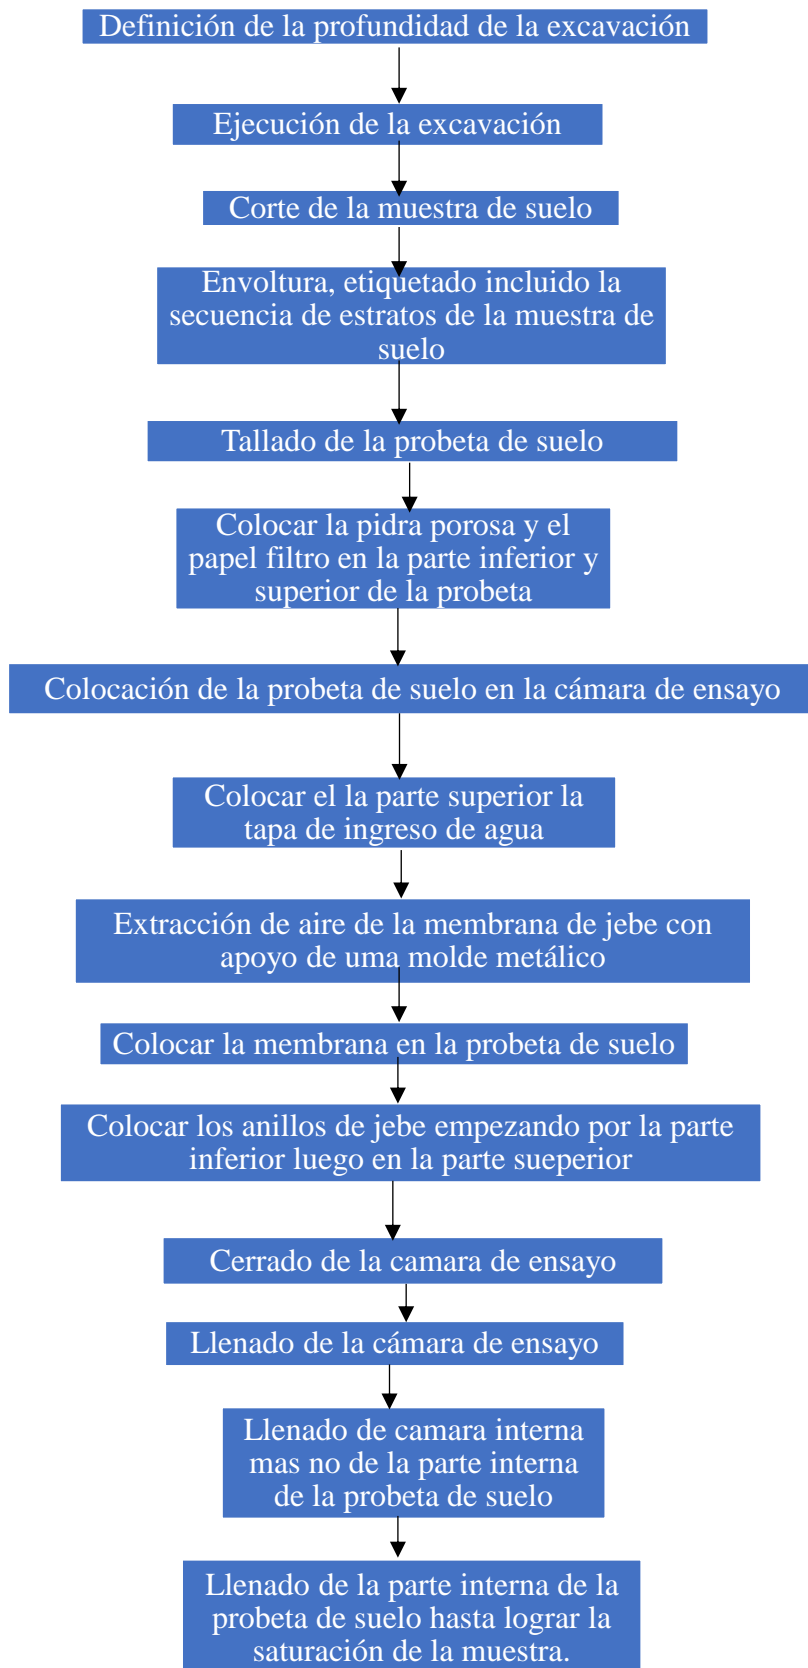 Definición de la profundidad de la excavación
Ejecución de la excavación
Corte de la muestra de suelo
Envoltura, etiquetado incluido la
secuencia de estratos de la muestra de
suelo
Tallado de la probeta de suelo
Colocar la pidra porosa y el
papel filtro en la parte inferior y
superior de la probeta
Colocación de la probeta de suelo en la cámara de ensayo
Colocar el la parte superior la
tapa de ingreso de agua
Extracción de aire de la membrana de jebe con
apoyo de uma molde metálico
Colocar la membrana en la probeta de suelo
Colocar los anillos de jebe empezando por la parte
inferior luego en la parte sueperior
Cerrado de la camara de ensayo
Llenado de la cámara de ensayo
Llenado de camara interna
mas no de la parte interna
de la probeta de suelo
Llenado de la parte interna de la
probeta de suelo hasta lograr la
saturación de la muestra.